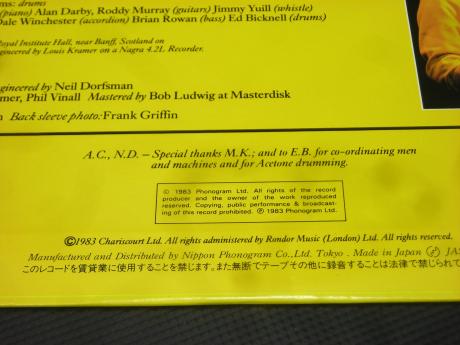 ms: drums
(piano) Alan Darby, Roddy Murray (guitars) Jimmy Yuill (whistle)
Dale Winchester (accordion) Brian Rowan (bass) Ed Bicknell (drums)
Royal Institute Hall, near Banff, Scotland on
Engineered by Louis Kramer on a Nagra 4.2L Recorder.
gineered by Neil Dorfsman
mer, Phil Vinall Mastered by Bob Ludwig at Masterdisk
n Back sleeve photo: Frank Griffin
A.C., N.D. – Special thanks M.K.; and to E.B. for co-ordinating men
and machines and for Acetone drumming.
© 1983 Phonogram Ltd. All rights of the record
producer and the owner of the work reproduced
reserved. Copying, public performance & broadcast-
ing of this record prohibited. ℗ 1983 Phonogram Ltd.
©1983 Chariscourt Ltd. All rights administered by Rondor Music (London) Ltd. All rights reserved.
Manufactured and Distributed by Nippon Phonogram Co., Ltd. Tokyo . Made in Japan JA
このレコードを賃貸業に使用することを禁じます。また無断でテープその他に録音することは法律で禁じられて